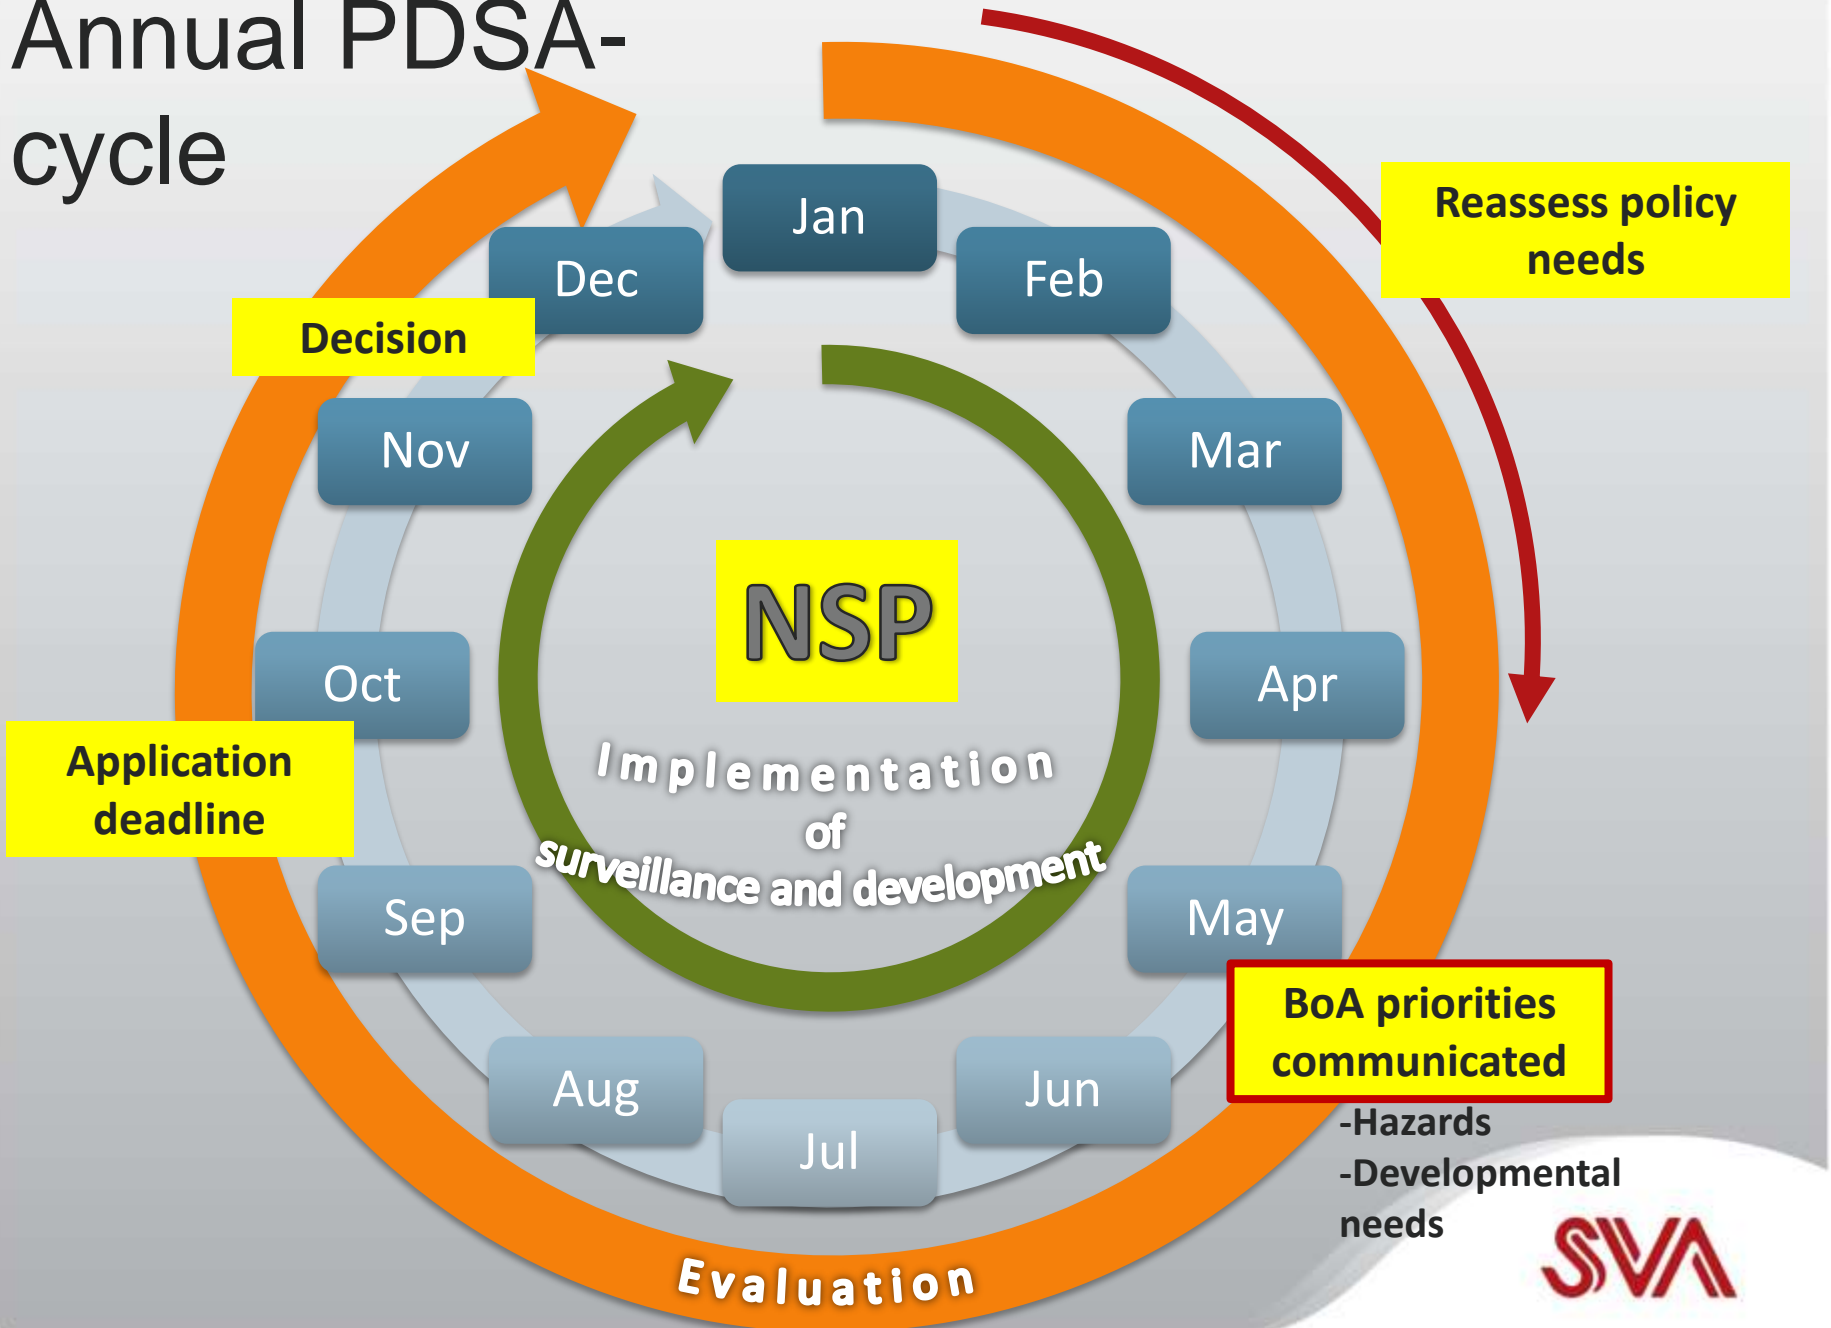 Annual PDSA-
cycle
Reassess policy
needs
Jan
Feb
Mar
Apr
May
Jun
Jul
Aug
Sep
Oct
Nov
Dec
Decision
Application
deadline
NSP
Implementation
of
surveillance and development
BoA priorities
communicated
-Hazards
-Developmental
needs
Evaluation
SVA